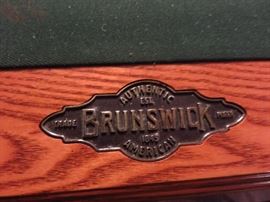 AUTHENTIC
EST.
TRADE BRUNSWICK MARK
1845
AMERICAN